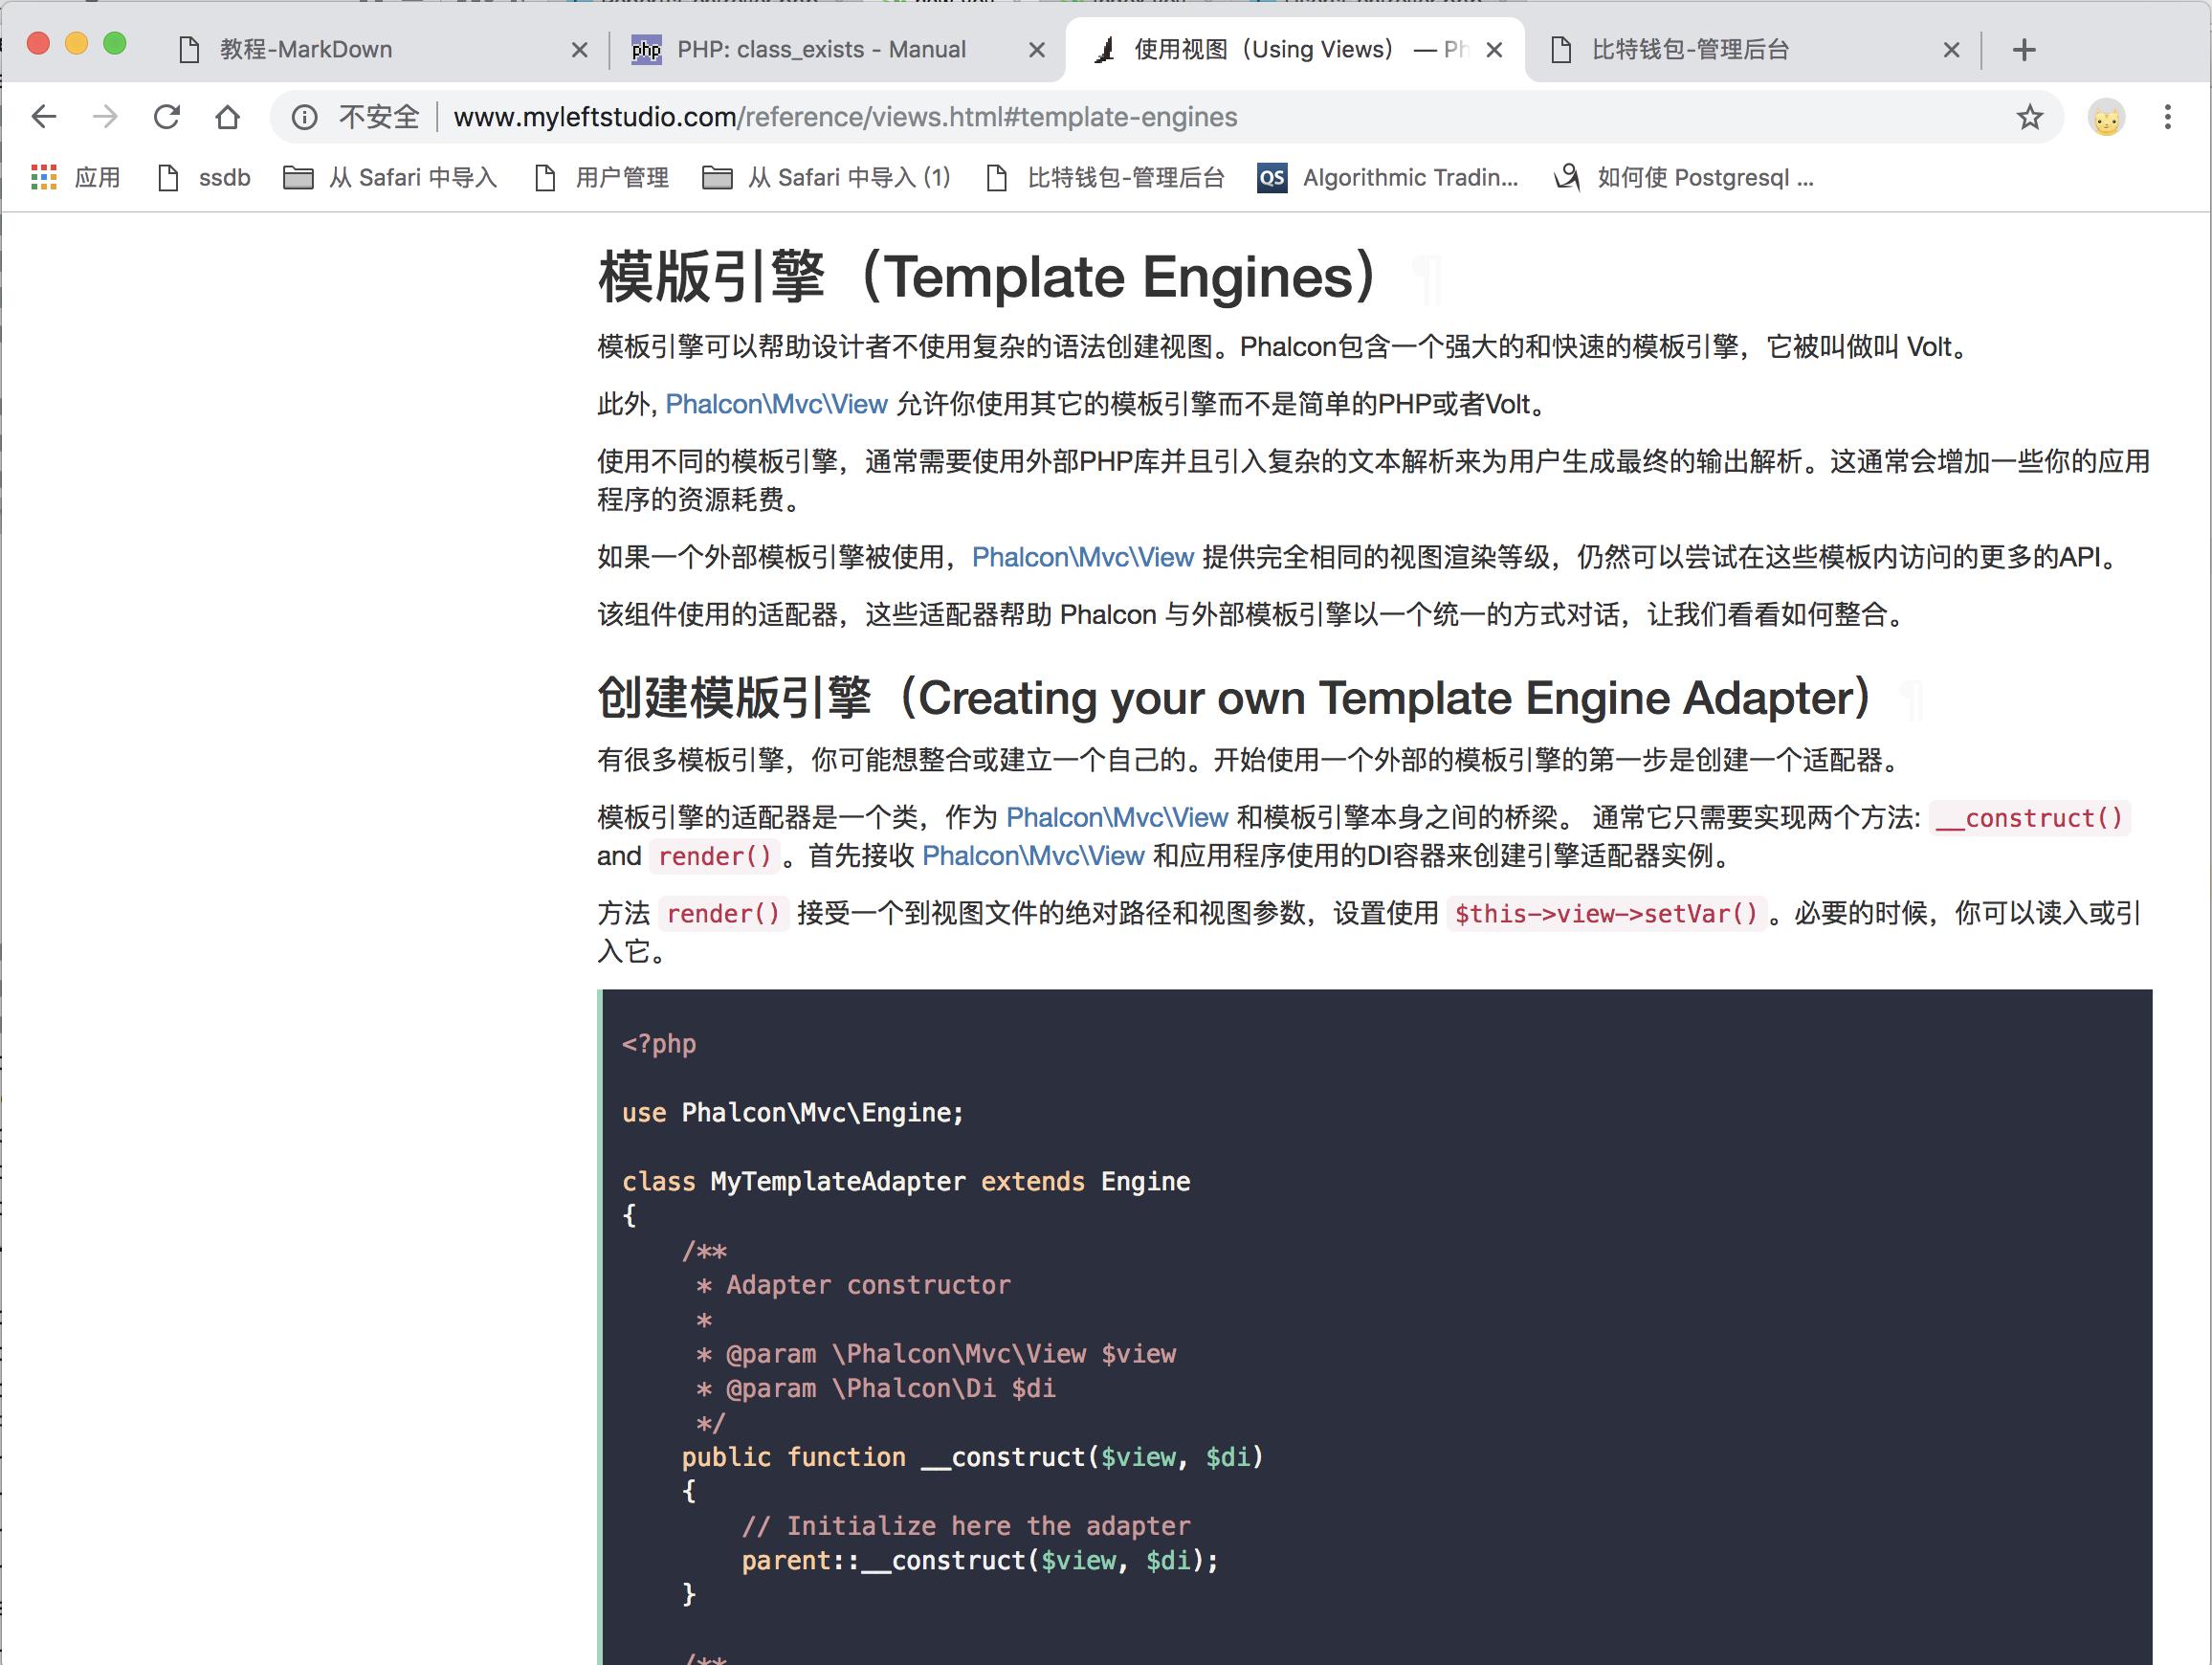 教程-MarkDown
php PHP: class_exists - Manual
使用视图（Using Views） — Ph
比特钱包-管理后台
不安全 www.myleftstudio.com/reference/views.html#template-engines
应用 ssdb 从 Safari 中导入 用户管理 从 Safari 中导入 (1) 比特钱包-管理后台 QS Algorithmic Tradin... 如何使 Postgresql ...
模版引擎（Template Engines） ¶
模板引擎可以帮助设计者不使用复杂的语法创建视图。Phalcon包含一个强大的和快速的模板引擎，它被叫做叫 Volt。
此外, Phalcon\Mvc\View 允许你使用其它的模板引擎而不是简单的PHP或者Volt。
使用不同的模板引擎，通常需要使用外部PHP库并且引入复杂的文本解析来为用户生成最终的输出解析。这通常会增加一些你的应用
程序的资源耗费。
如果一个外部模板引擎被使用，Phalcon\Mvc\View 提供完全相同的视图渲染等级，仍然可以尝试在这些模板内访问的更多的API。
该组件使用的适配器，这些适配器帮助 Phalcon 与外部模板引擎以一个统一的方式对话，让我们看看如何整合。
创建模版引擎（Creating your own Template Engine Adapter） ¶
有很多模板引擎，你可能想整合或建立一个自己的。开始使用一个外部的模板引擎的第一步是创建一个适配器。
模板引擎的适配器是一个类，作为 Phalcon\Mvc\View 和模板引擎本身之间的桥梁。 通常它只需要实现两个方法: __construct()
and render() 。首先接收 Phalcon\Mvc\View 和应用程序使用的DI容器来创建引擎适配器实例。
方法 render() 接受一个到视图文件的绝对路径和视图参数，设置使用 $this->view->setVar() 。必要的时候，你可以读入或引
入它。
<?php
use Phalcon\Mvc\Engine;
class MyTemplateAdapter extends Engine
{
/**
* Adapter constructor
*
* @param \Phalcon\Mvc\View $view
* @param \Phalcon\Di $di
*/
public function __construct($view, $di)
{
// Initialize here the adapter
parent::__construct($view, $di);
}
/**